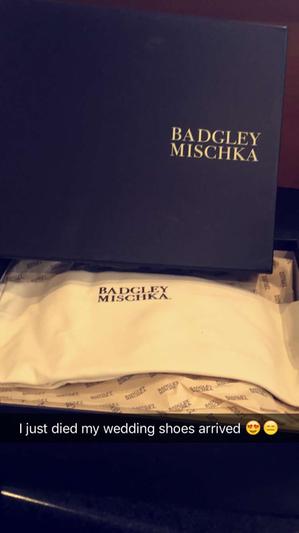 BADGLEY
MISCHKA
BADGLEY
MISCHKA.
I just died my wedding shoes arrived 😍😑